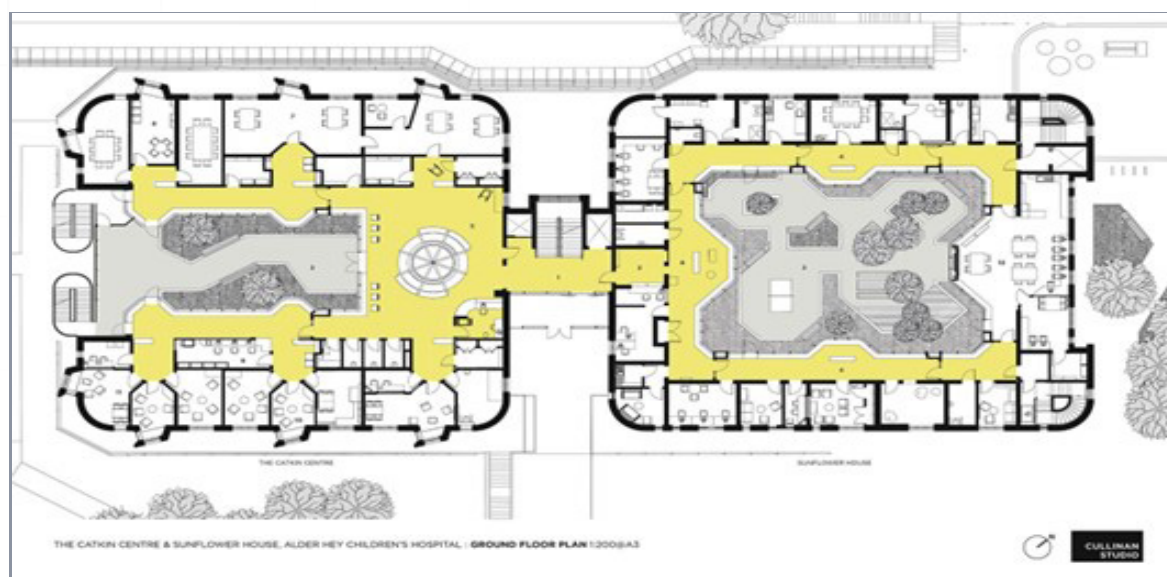 THE CATKIN CENTRE
SUNFLOWER HOUSE
THE CATKIN CENTRE & SUNFLOWER HOUSE, ALDER HEY CHILDREN'S HOSPITAL : GROUND FLOOR PLAN 1:200@A3
N
CULLINAN
STUDIO